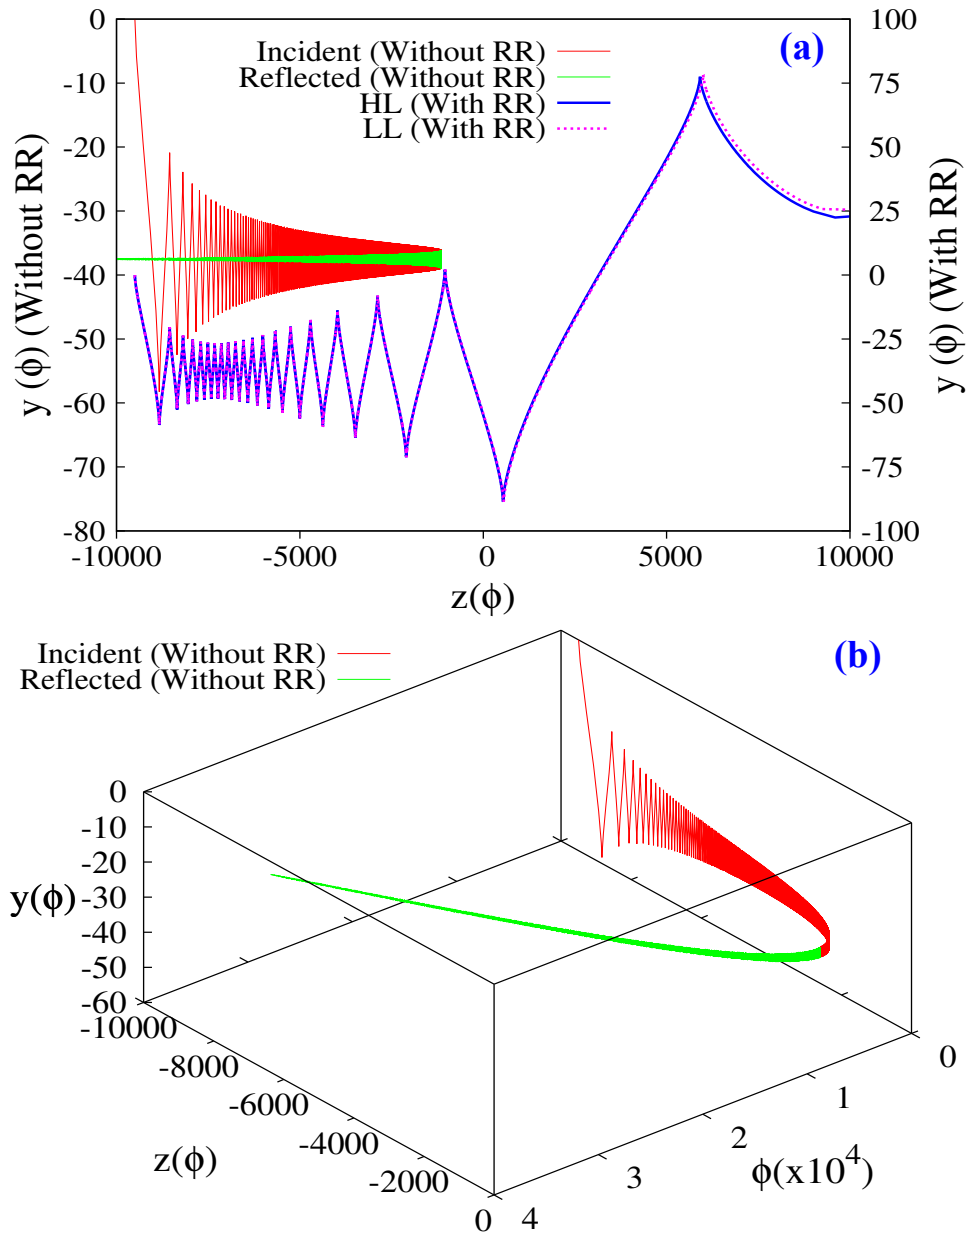 (a)
Incident (Without RR)
Reflected (Without RR)
HL (With RR)
LL (With RR)
y (ϕ) (Without RR)
0
-10
-20
-30
-40
-50
-60
-70
-80
y (ϕ) (With RR)
100
75
50
25
0
-25
-50
-75
-100
-10000 -5000 0 5000 10000
z(ϕ)
(b)
Incident (Without RR)
Reflected (Without RR)
y(ϕ)
0
-10
-20
-30
-40
-50
-60
-10000
-8000
-6000
-4000
-2000
0
z(ϕ)
0
1
2
3
4
ϕ(x10⁴)